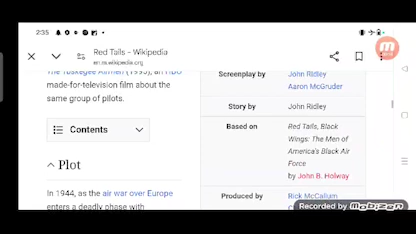 2:35
Red Tails – Wikipedia
en.m.wikipedia.org
The Tuskegee Airmen (1995), an HBO
made-for-television film about the
same group of pilots.
Contents
Plot
In 1944, as the air war over Europe
enters a deadly phase with
Screenplay by John Ridley
Aaron McGruder
Story by John Ridley
Based on Red Tails, Black
Wings: The Men of
America's Black Air
Force
by John B. Holway
Produced by Rick McCallum
Recorded by Mobizen